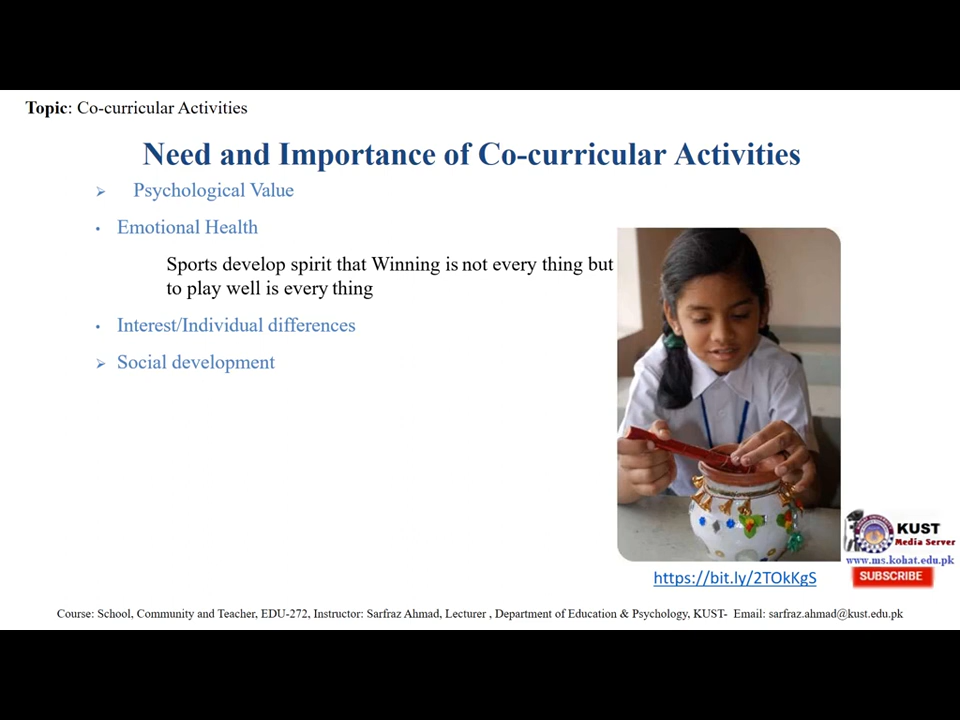 Topic: Co-curricular Activities
Need and Importance of Co-curricular Activities
➢ Psychological Value
• Emotional Health
Sports develop spirit that Winning is not every thing but
to play well is every thing
• Interest/Individual differences
➢ Social development
https://bit.ly/2TOkKgS
KUST
Media Server
www.ms.kohat.edu.pk
SUBSCRIBE
Course: School, Community and Teacher, EDU-272, Instructor: Sarfraz Ahmad, Lecturer , Department of Education & Psychology, KUST- Email: sarfraz.ahmad@kust.edu.pk